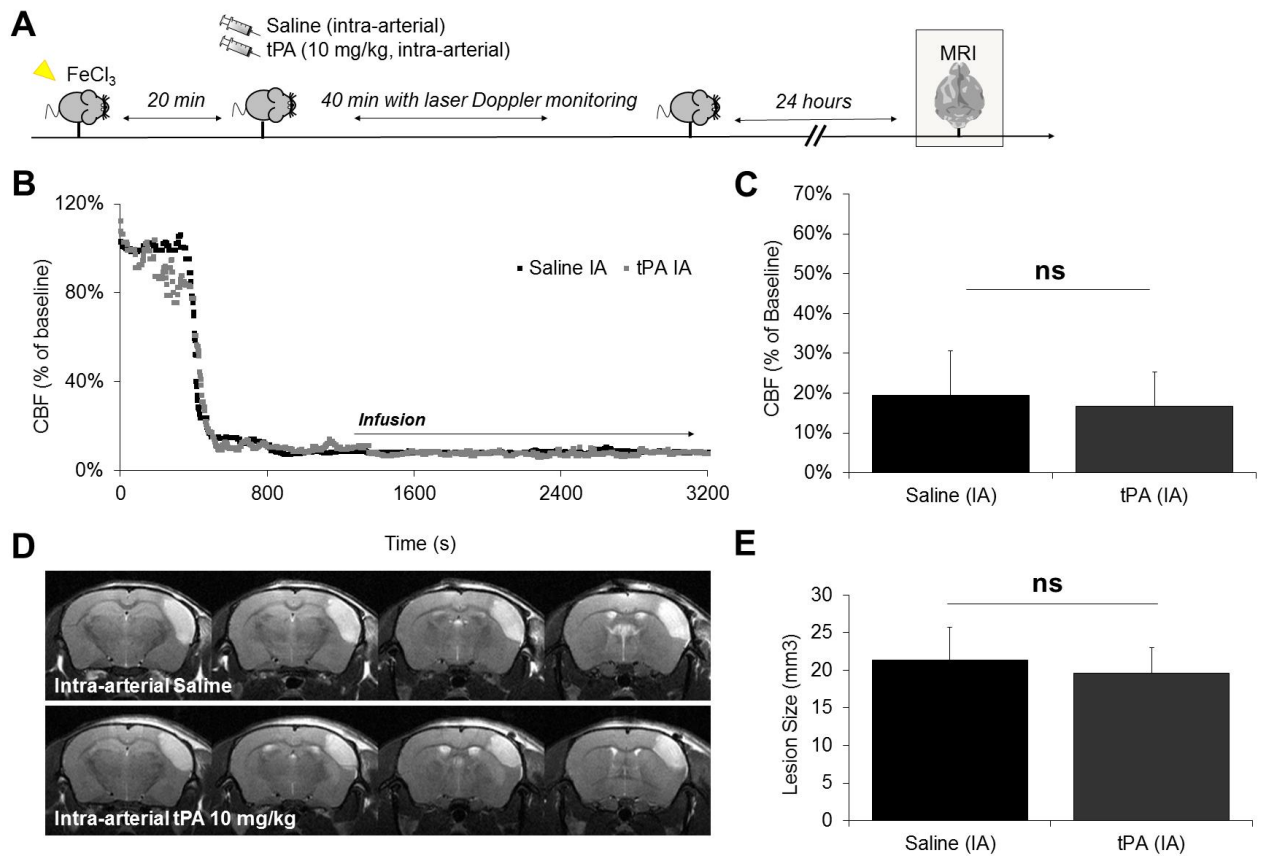 A
Saline (intra-arterial)
tPA (10 mg/kg, intra-arterial)
FeCl₃
20 min
40 min with laser Doppler monitoring
24 hours
MRI
B
120%
80%
40%
0%
CBF (% of baseline)
Saline IA
tPA IA
Infusion
0
800
1600
2400
3200
Time (s)
C
70%
60%
50%
40%
30%
20%
10%
0%
CBF (% of Baseline)
ns
Saline (IA)
tPA (IA)
D
Intra-arterial Saline
Intra-arterial tPA 10 mg/kg
E
30
25
20
15
10
5
0
Lesion Size (mm3)
ns
Saline (IA)
tPA (IA)